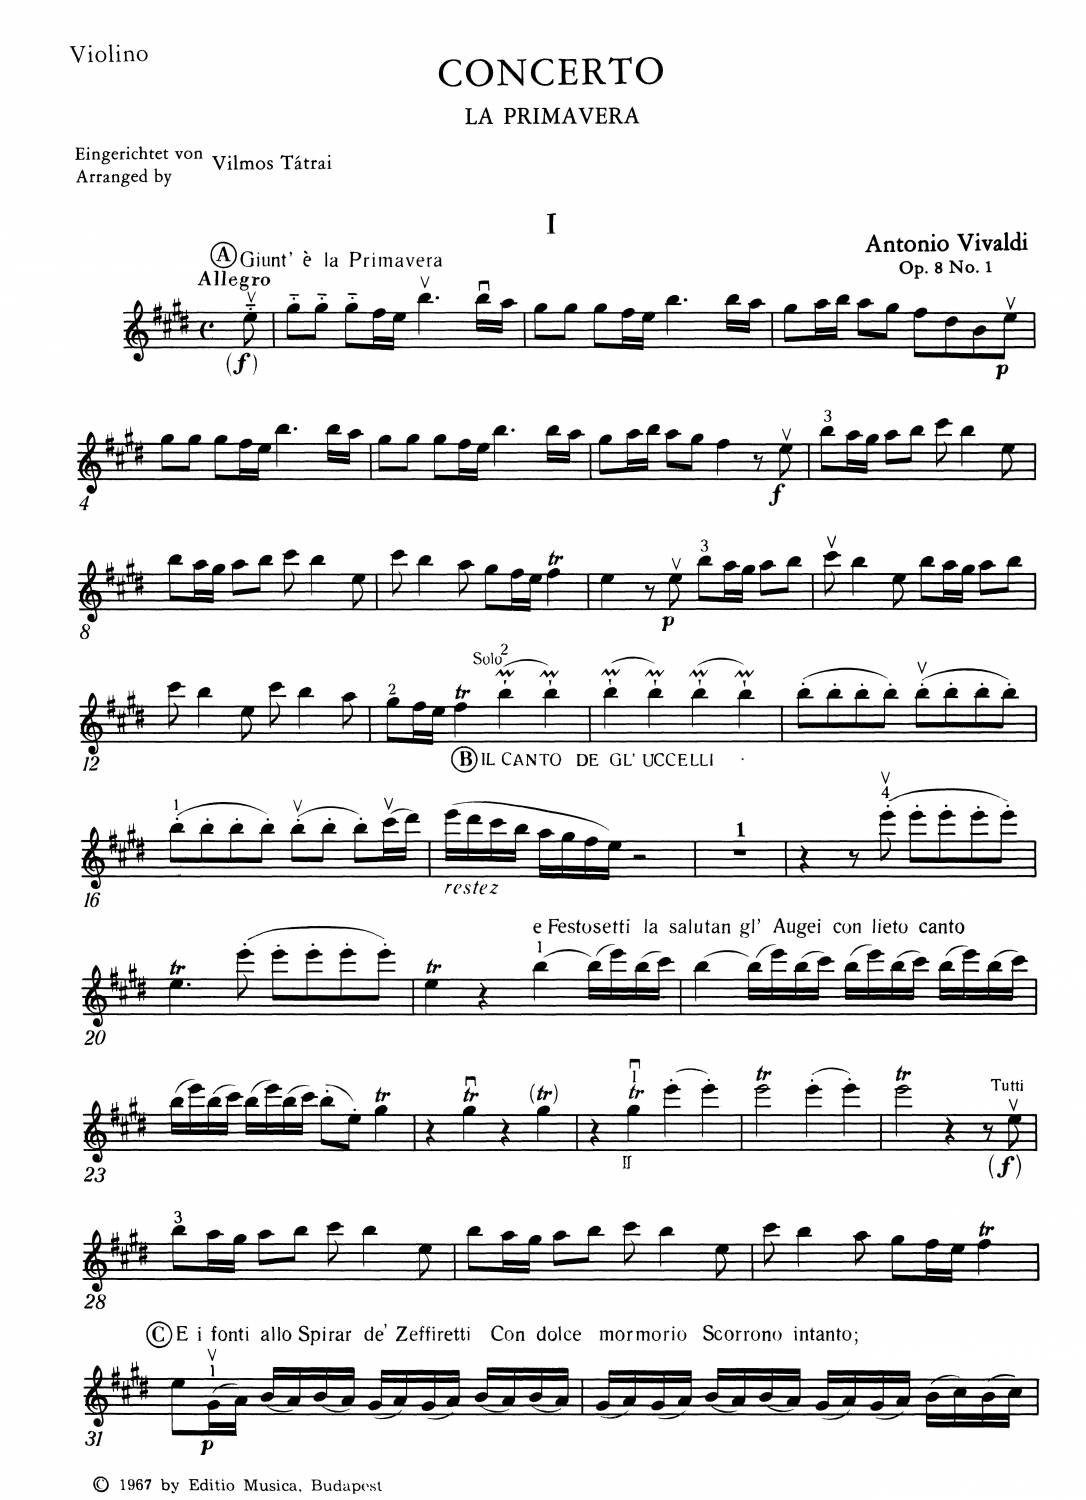 Violino
CONCERTO
LA PRIMAVERA
Eingerichtet von
Arranged by
Vilmos Tátrai
I
Antonio Vivaldi
Op. 8 No. 1
A Giunt' è la Primavera
Allegro
(f)
p
3
4
f
3
8
p
Solo 2
2
tr
12
B IL CANTO DE GL' UCCELLI
4
1
1
16
restez
e Festosetti la salutan gl' Augei con lieto canto
tr
tr
1
20
1
tr
tr
(tr)
tr
tr
tr
Tutti
23
II
(f)
3
tr
28
C E i fonti allo Spirar de' Zeffiretti Con dolce mormorio Scorrono intanto;
1
31
p
© 1967 by Editio Musica, Budapest